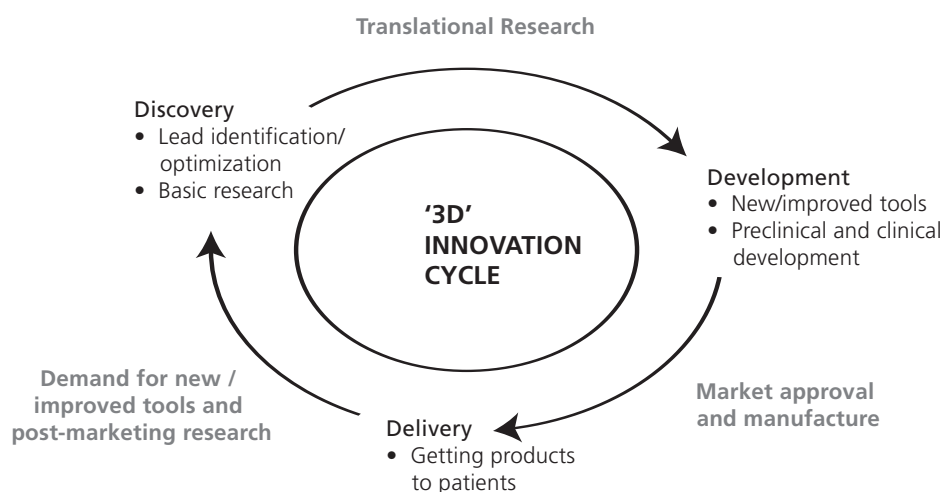 Translational Research
Discovery
• Lead identification/
optimization
• Basic research
Development
• New/improved tools
• Preclinical and clinical
development
‘3D’
INNOVATION
CYCLE
Demand for new /
improved tools and
post-marketing research
Market approval
and manufacture
Delivery
• Getting products
to patients